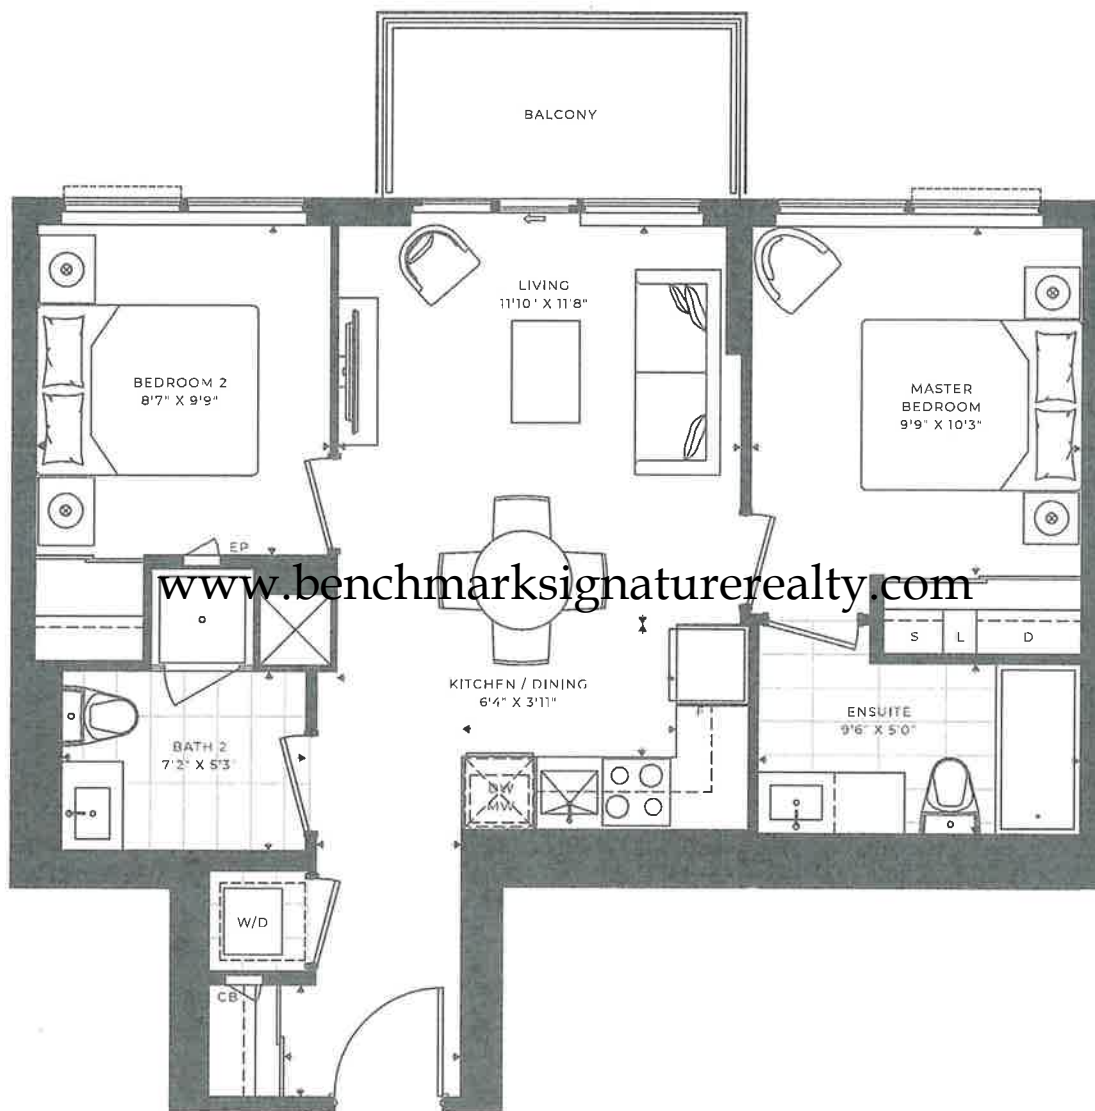 BALCONY
LIVING
11'10" X 11'8"
BEDROOM 2
8'7" X 9'9"
MASTER
BEDROOM
9'9" X 10'3"
EP
www.benchmarksignaturerealty.com
S L D
KITCHEN / DINING
6'4" X 3'11"
F
ENSUITE
9'6" X 5'0"
BATH 2
7'2" X 5'3
DW
MW
W/D
CB